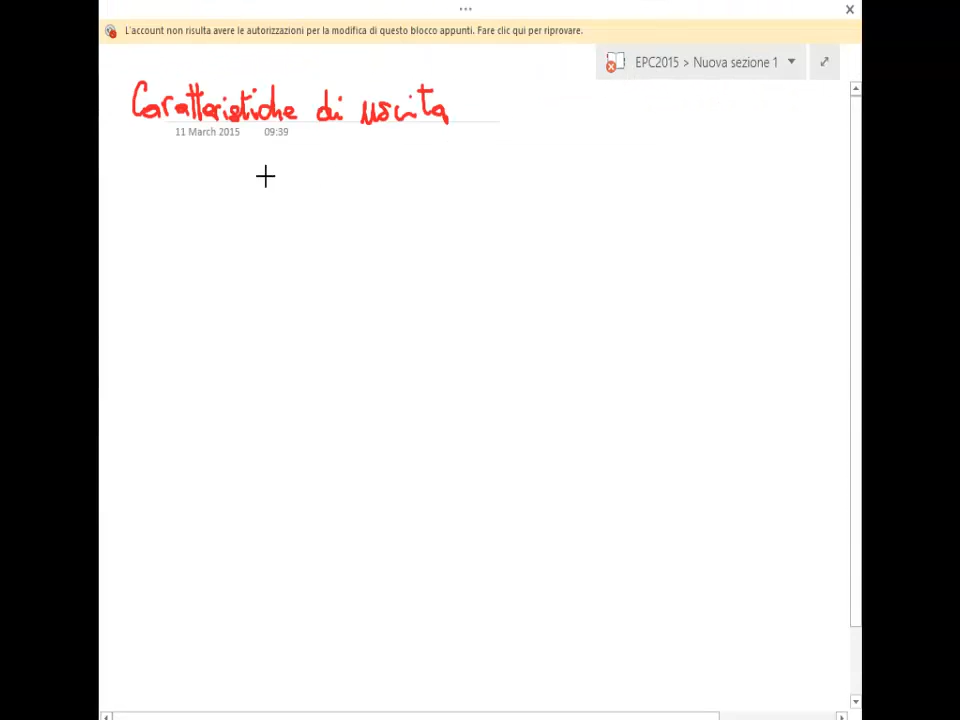 L'account non risulta avere le autorizzazioni per la modifica di questo blocco appunti. Fare clic qui per riprovare.
EPC2015 > Nuova sezione 1
Caratteristiche di uscita
11 March 2015 09:39